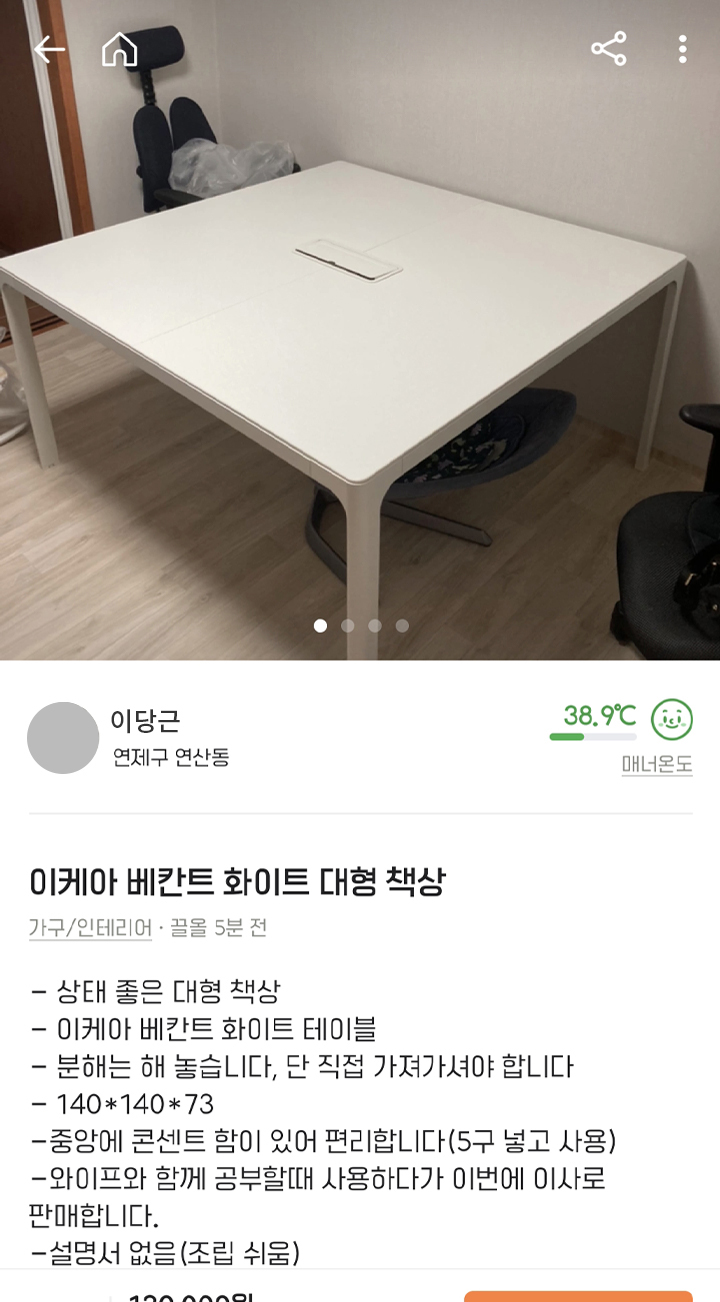 이당근
연제구 연산동
38.9℃
매너온도
이케아 베칸트 화이트 대형 책상
가구/인테리어 · 끌올 5분 전
- 상태 좋은 대형 책상
- 이케아 베칸트 화이트 테이블
- 분해는 해 놓습니다, 단 직접 가져가셔야 합니다
- 140*140*73
-중앙에 콘센트 함이 있어 편리합니다(5구 넣고 사용)
-와이프와 함께 공부할때 사용하다가 이번에 이사로
판매합니다.
-설명서 없음(조립 쉬움)